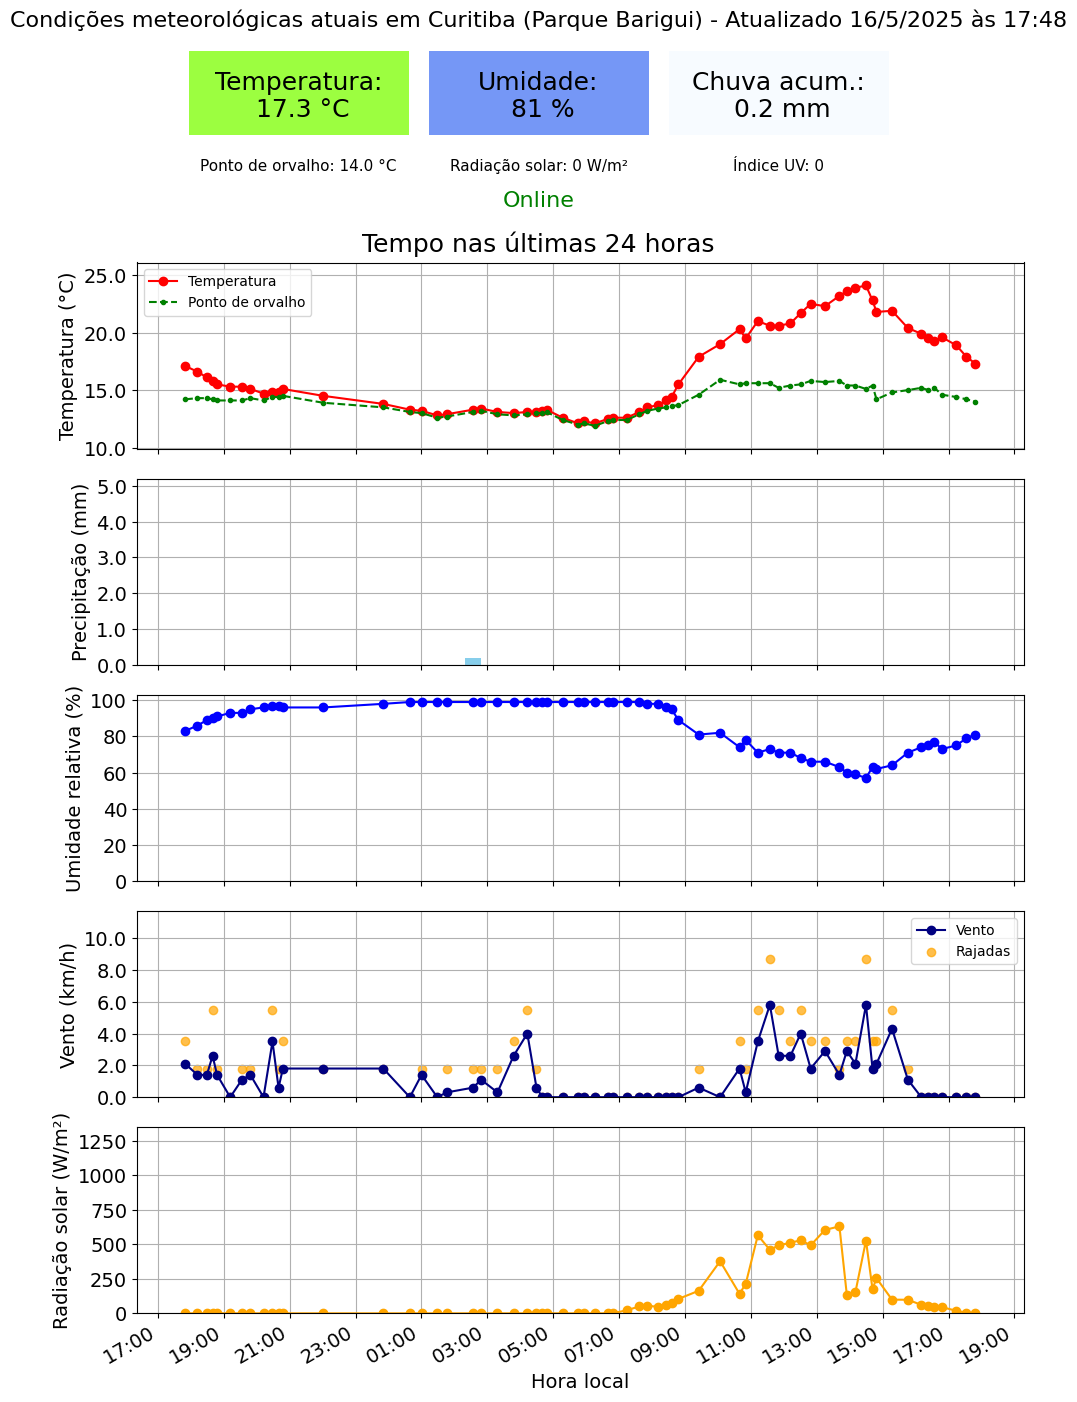 Condições meteorológicas atuais em Curitiba (Parque Barigui) - Atualizado 16/5/2025 às 17:48
Temperatura:
17.3 °C
Umidade:
81 %
Chuva acum.:
0.2 mm
Ponto de orvalho: 14.0 °C
Radiação solar: 0 W/m²
Índice UV: 0
Online
Tempo nas últimas 24 horas
Temperatura (°C)
25.0
20.0
15.0
10.0
Temperatura
Ponto de orvalho
Precipitação (mm)
5.0
4.0
3.0
2.0
1.0
0.0
Umidade relativa (%)
100
80
60
40
20
0
Vento (km/h)
10.0
8.0
6.0
4.0
2.0
0.0
Vento
Rajadas
Radiação solar (W/m²)
1250
1000
750
500
250
0
17:00
19:00
21:00
23:00
01:00
03:00
05:00
07:00
09:00
11:00
13:00
15:00
17:00
19:00
Hora local